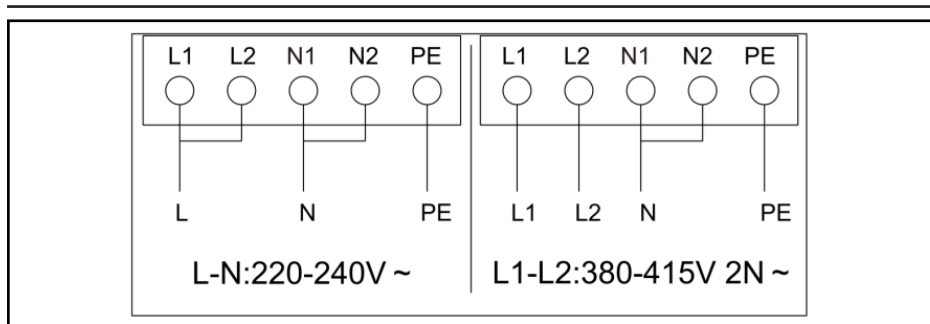 L1 L2 N1 N2 PE
L N PE
L-N:220-240V ~
L1 L2 N1 N2 PE
L1 L2 N PE
L1-L2:380-415V 2N ~